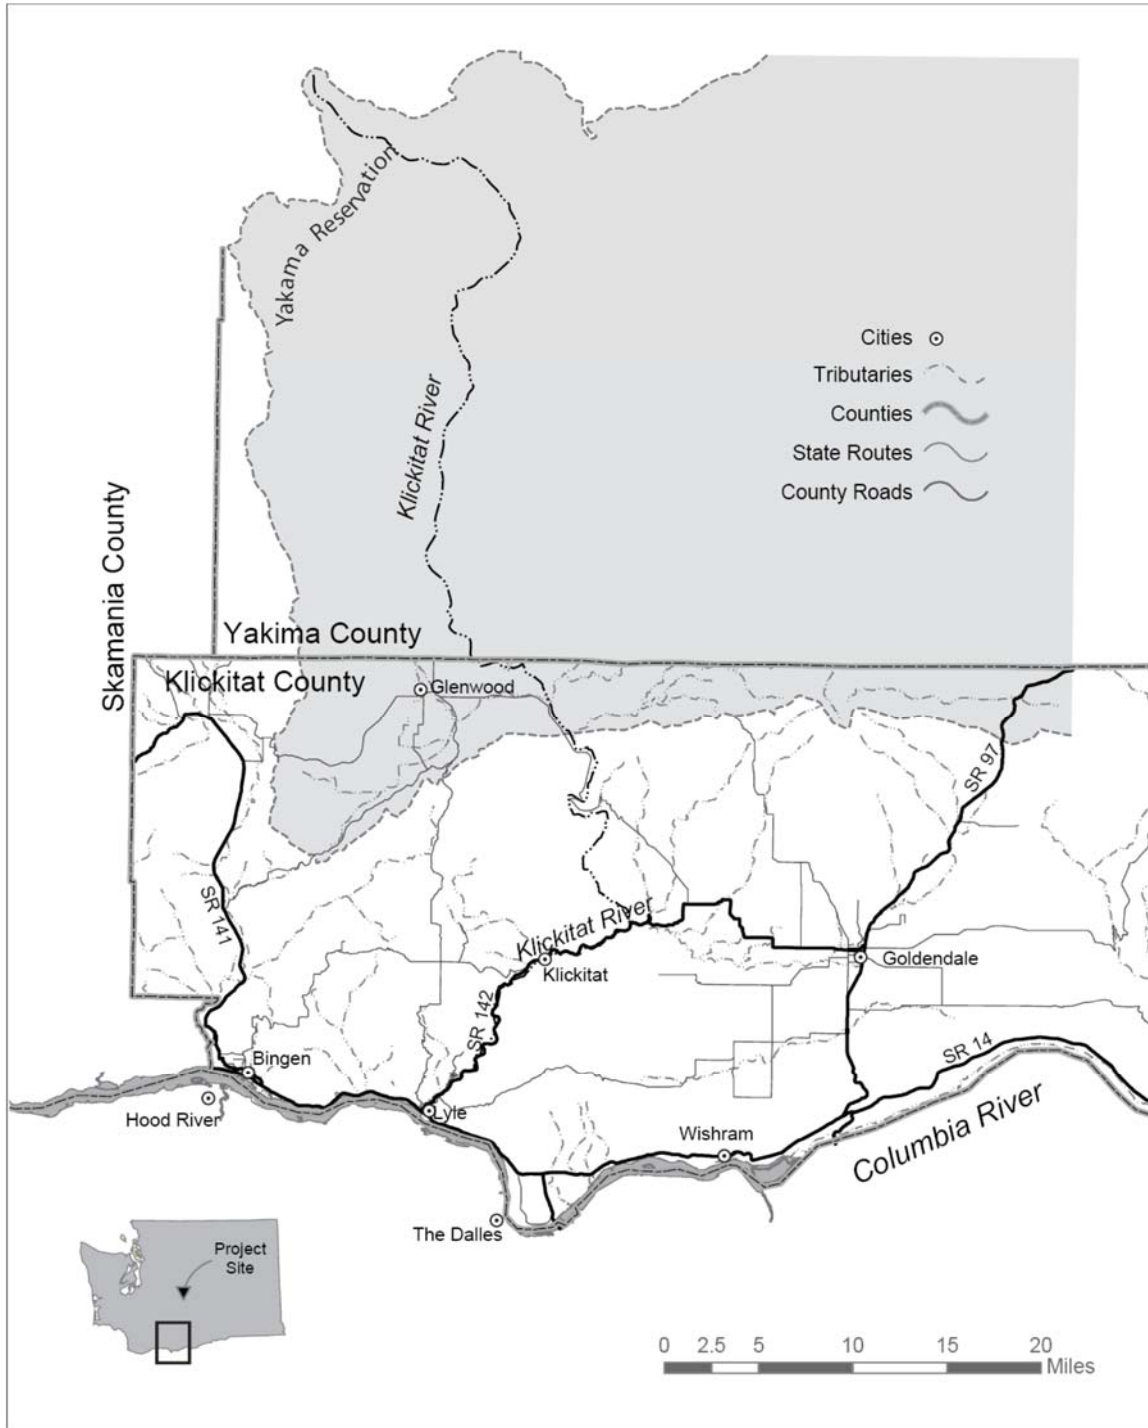 Yakama Reservation
Klickitat River
Cities
Tributaries
Counties
State Routes
County Roads
Skamania County
Yakima County
Klickitat County
Glenwood
SR 97
SR 141
Klickitat River
Klickitat
Goldendale
SR 142
SR 14
Bingen
Lyle
Hood River
Wishram
Columbia River
The Dalles
Project
Site
0 2.5 5 10 15 20
Miles